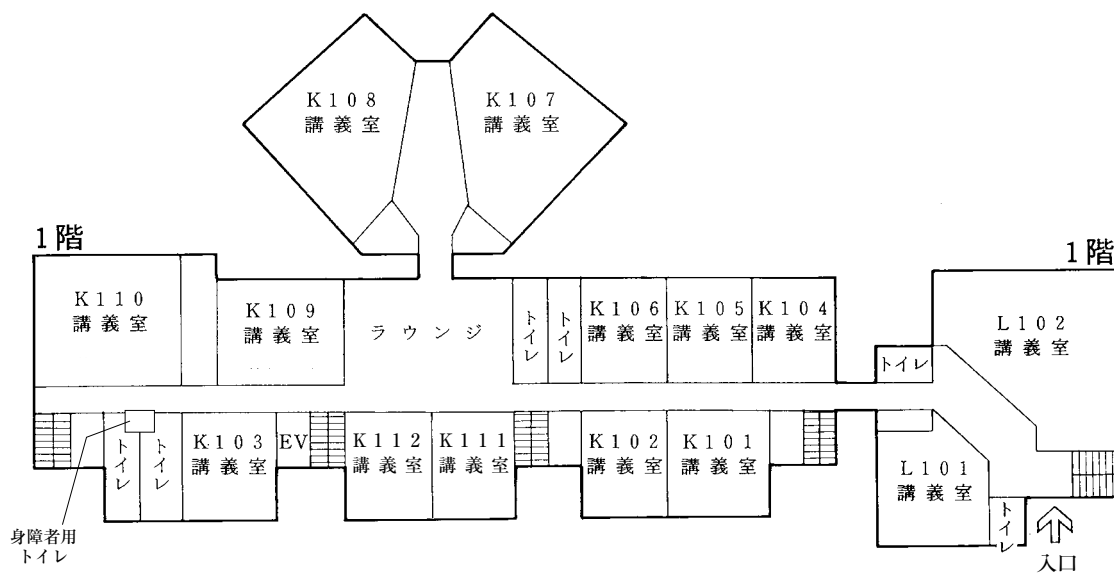 K108
講義室
K107
講義室
1階
1階
K110
講義室
K109
講義室
ラウンジ
トイレ
トイレ
K106
講義室
K105
講義室
K104
講義室
トイレ
L102
講義室
トイレ
トイレ
K103
講義室
EV
K112
講義室
K111
講義室
K102
講義室
K101
講義室
L101
講義室
トイレ
身障者用
トイレ
入口